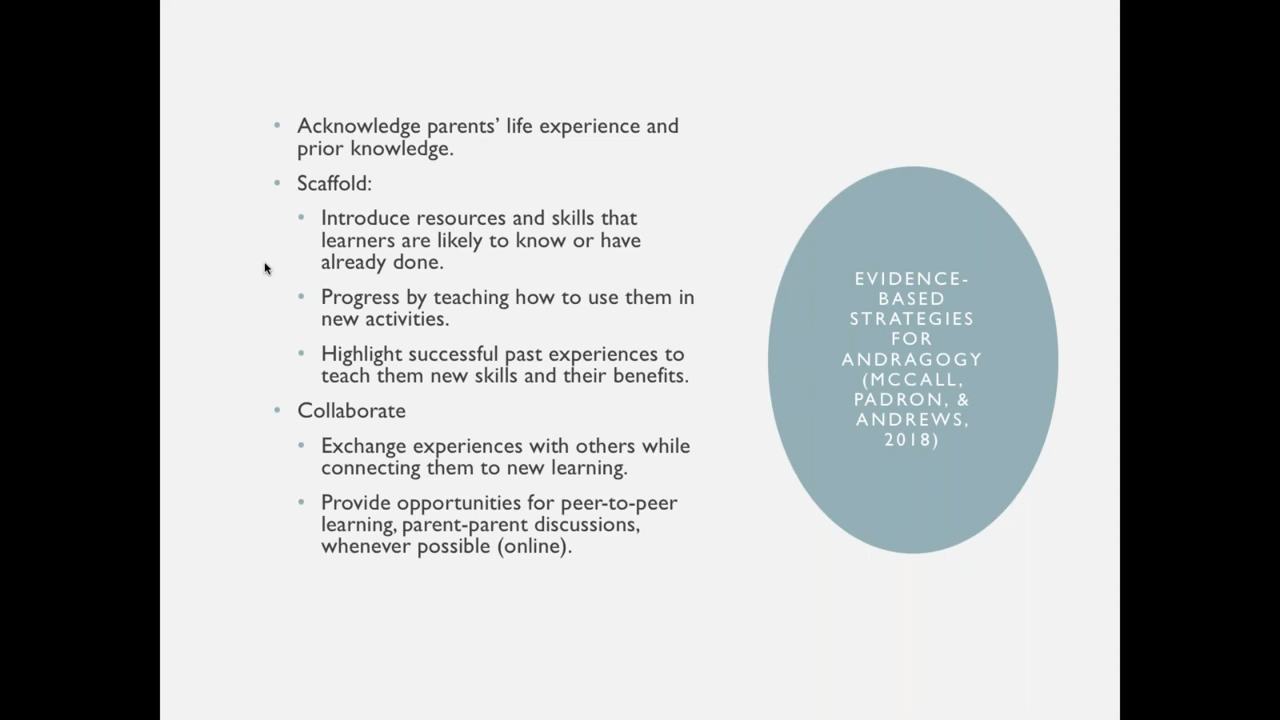 Acknowledge parents’ life experience and
prior knowledge.
Scaffold:
Introduce resources and skills that
learners are likely to know or have
already done.
Progress by teaching how to use them in
new activities.
Highlight successful past experiences to
teach them new skills and their benefits.
Collaborate
Exchange experiences with others while
connecting them to new learning.
Provide opportunities for peer-to-peer
learning, parent-parent discussions,
whenever possible (online).
EVIDENCE-
BASED
STRATEGIES
FOR
ANDRAGOGY
(MCCALL,
PADRON, &
ANDREWS,
2018)